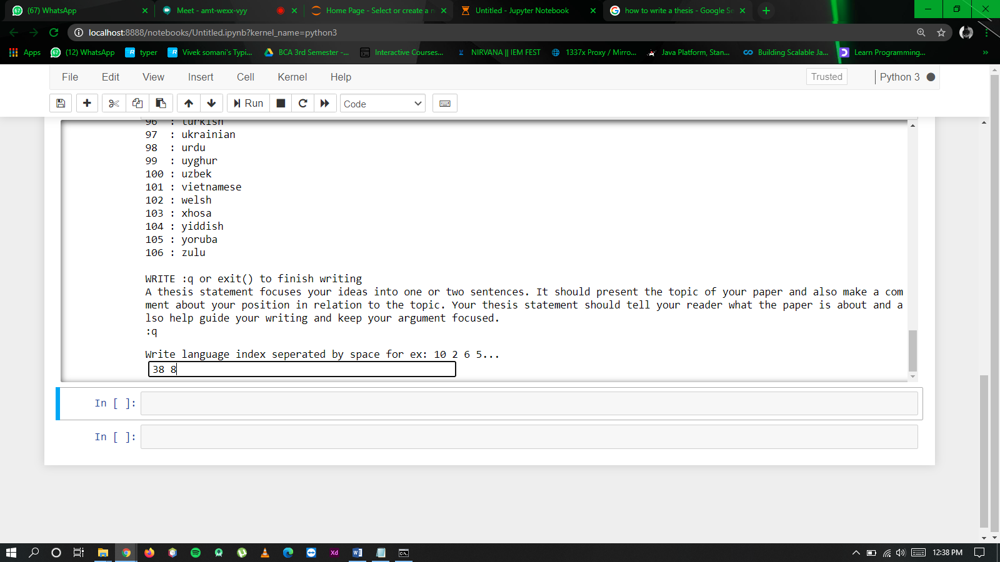 (67) WhatsApp
Meet - amt-wexx-vyy
Home Page - Select or create a n
Untitled - Jupyter Notebook
how to write a thesis - Google Se
localhost:8888/notebooks/Untitled.ipynb?kernel_name=python3
Apps
67
(12) WhatsApp
typer
Vivek somani's Typi...
BCA 3rd Semester -...
Interactive Courses...
NIRVANA || IEM FEST
1337x Proxy / Mirro...
Java Platform, Stan...
Building Scalable Ja...
Learn Programming...
»
File
Edit
View
Insert
Cell
Kernel
Help
Trusted
Python 3
Run
Code
96 : turkish
97 : ukrainian
98 : urdu
99 : uyghur
100 : uzbek
101 : vietnamese
102 : welsh
103 : xhosa
104 : yiddish
105 : yoruba
106 : zulu
WRITE :q or exit() to finish writing
A thesis statement focuses your ideas into one or two sentences. It should present the topic of your paper and also make a com
ment about your position in relation to the topic. Your thesis statement should tell your reader what the paper is about and a
lso help guide your writing and keep your argument focused.
:q
Write language index seperated by space for ex: 10 2 6 5...
38 8
In [ ]:
In [ ]:
Xd
12:38 PM